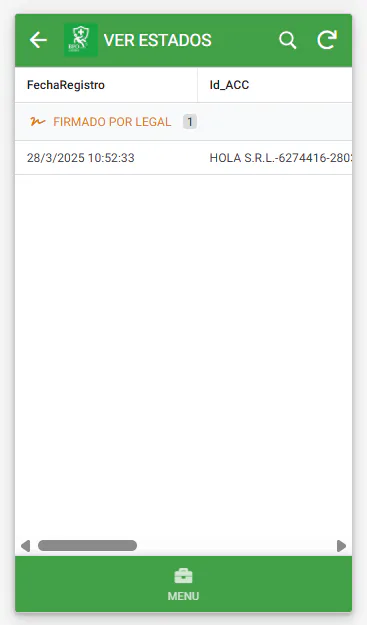 VER ESTADOS
FechaRegistro Id_ACC
FIRMADO POR LEGAL 1
28/3/2025 10:52:33 HOLA S.R.L.-6274416-280
MENU